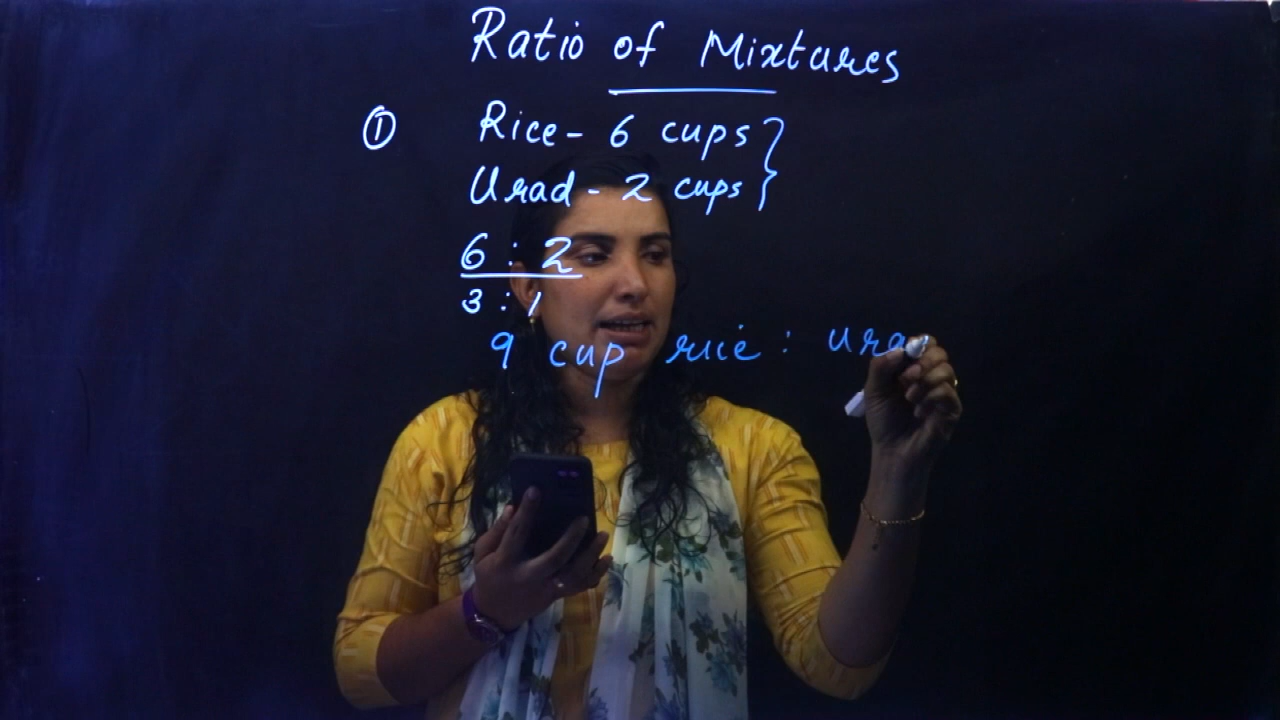 Ratio of Mixtures
① Rice - 6 cups }
Urad - 2 cups }
6 : 2
3 : 1
9 cup rice : ura